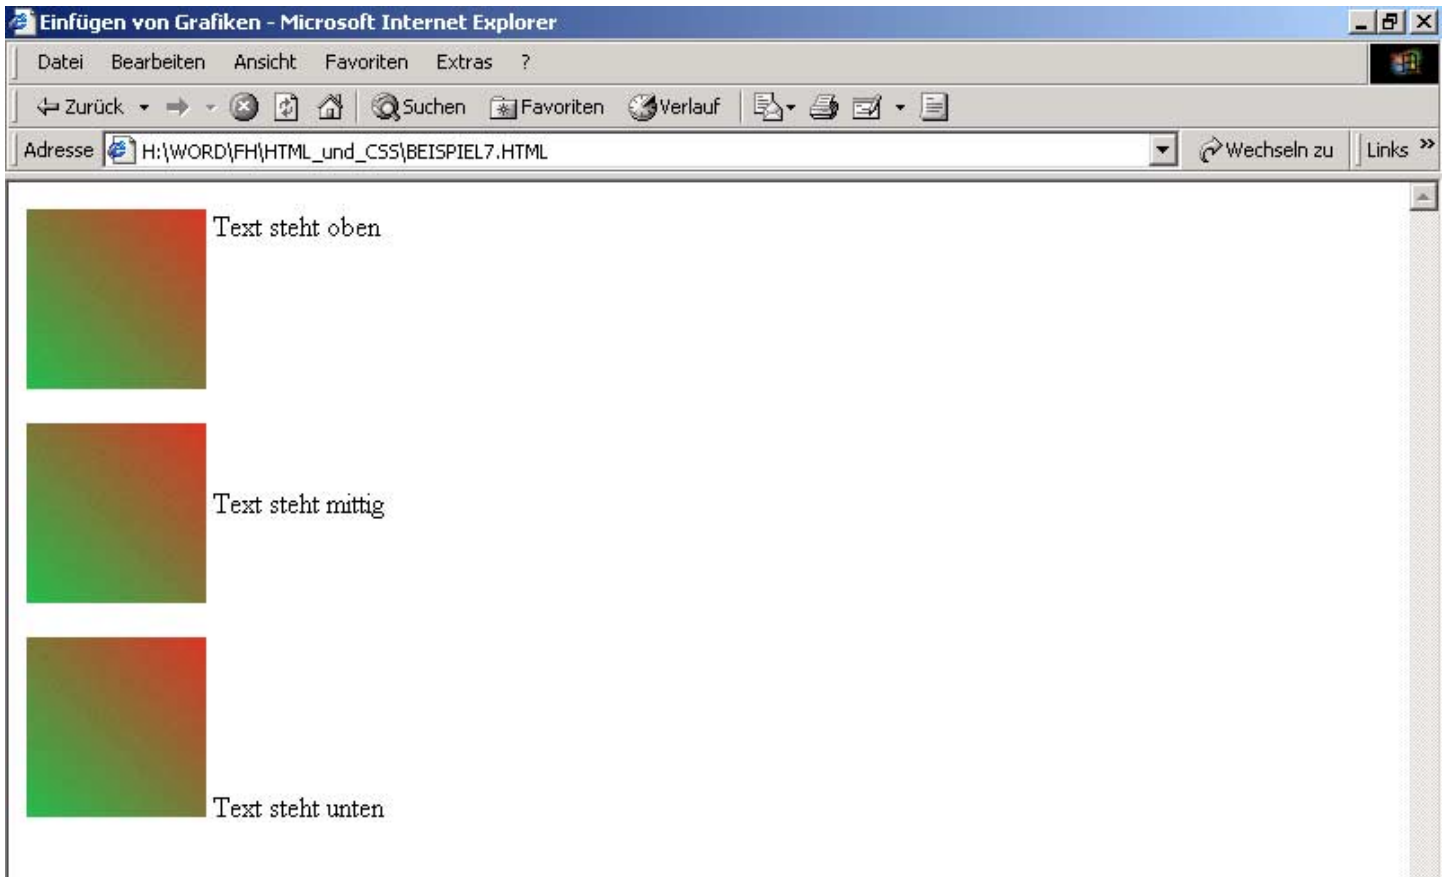 Einfügen von Grafiken - Microsoft Internet Explorer
Datei Bearbeiten Ansicht Favoriten Extras ?
Zurück Suchen Favoriten Verlauf
Adresse H:\WORD\FH\HTML_und_CSS\BEISPIEL7.HTML Wechseln zu Links »
Text steht oben
Text steht mittig
Text steht unten